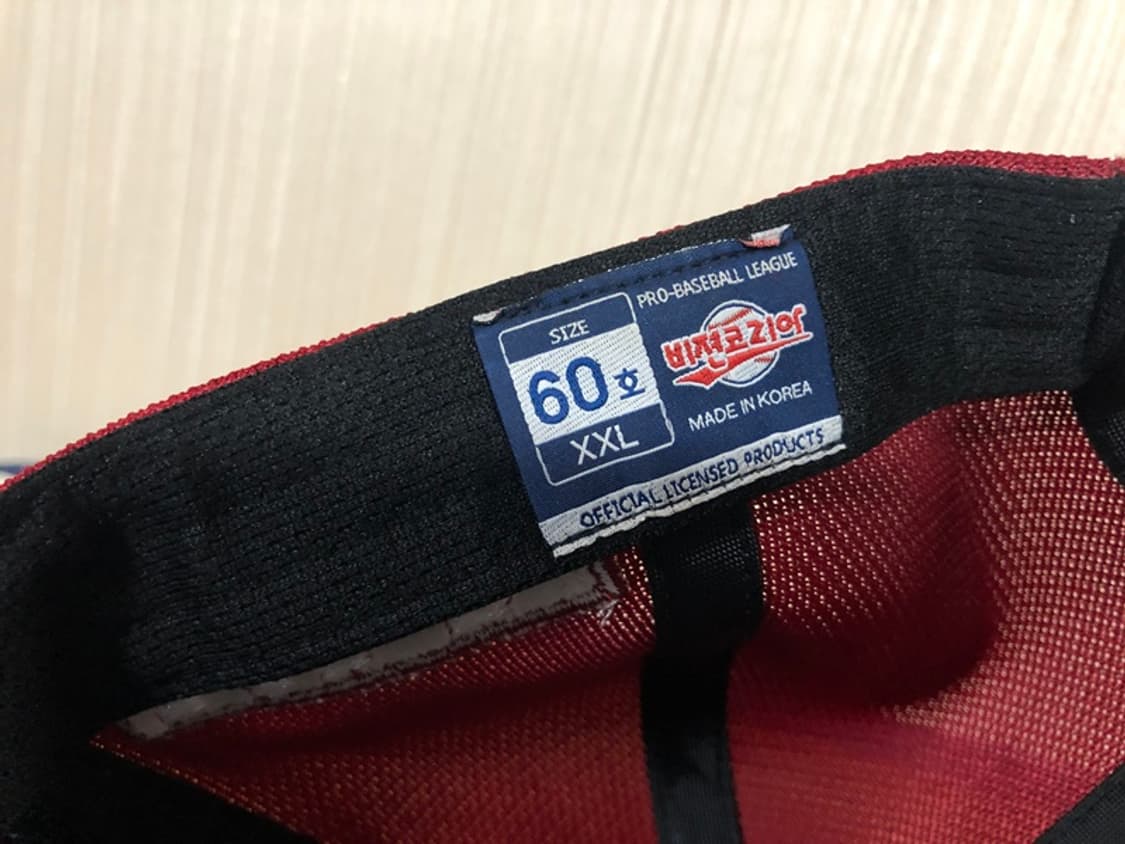 SIZE
60호
XXL
PRO-BASEBALL LEAGUE
비젼코리아
MADE IN KOREA
OFFICIAL LICENSED PRODUCTS